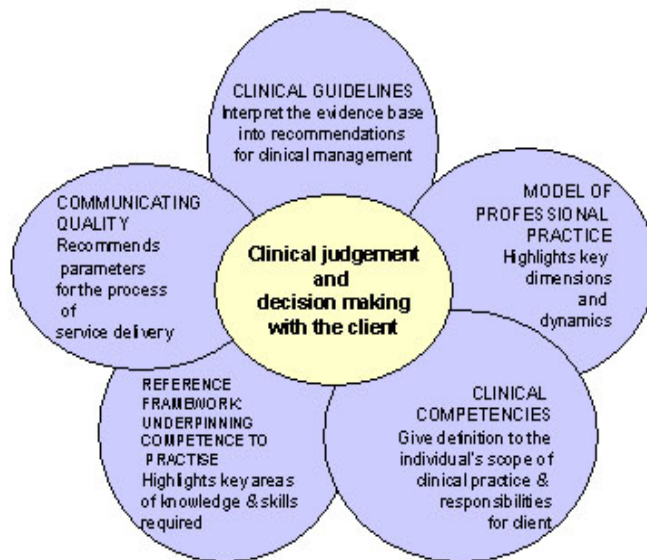 CLINICAL GUIDELINES
Interpret the evidence base
into recommendations
for clinical management
COMMUNICATING
QUALITY
Recommends
parameters
for the process
of
service delivery
MODEL OF
PROFESSIONAL
PRACTICE
Highlights key
dimensions
and
dynamics
Clinical judgement
and
decision making
with the client
REFERENCE
FRAMEWORK:
UNDERPINNING
COMPETENCE TO
PRACTISE
Highlights key areas
of knowledge & skills
required
CLINICAL
COMPETENCIES
Give definition to the
individual's scope of
clinical practice &
responsibilities
for client